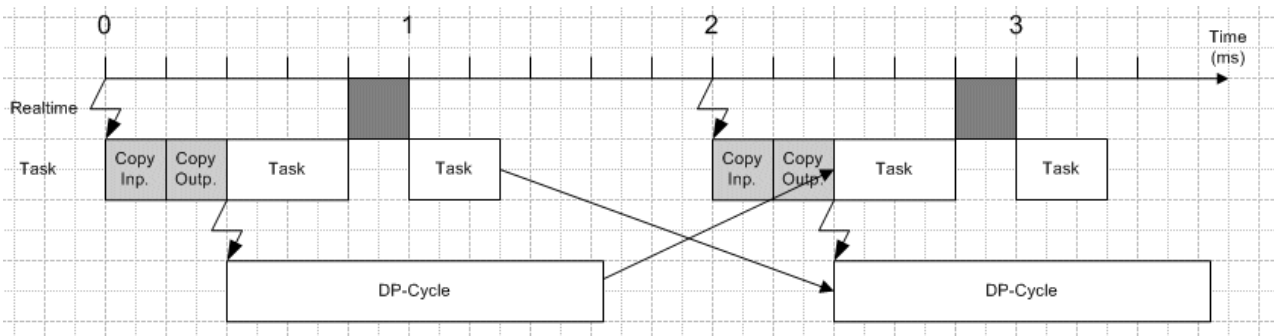 0 1 2 3
Time
(ms)
Realtime
Task
Copy
Inp.
Copy
Outp.
Task
Task
Copy
Inp.
Copy
Outp.
Task
Task
DP-Cycle
DP-Cycle